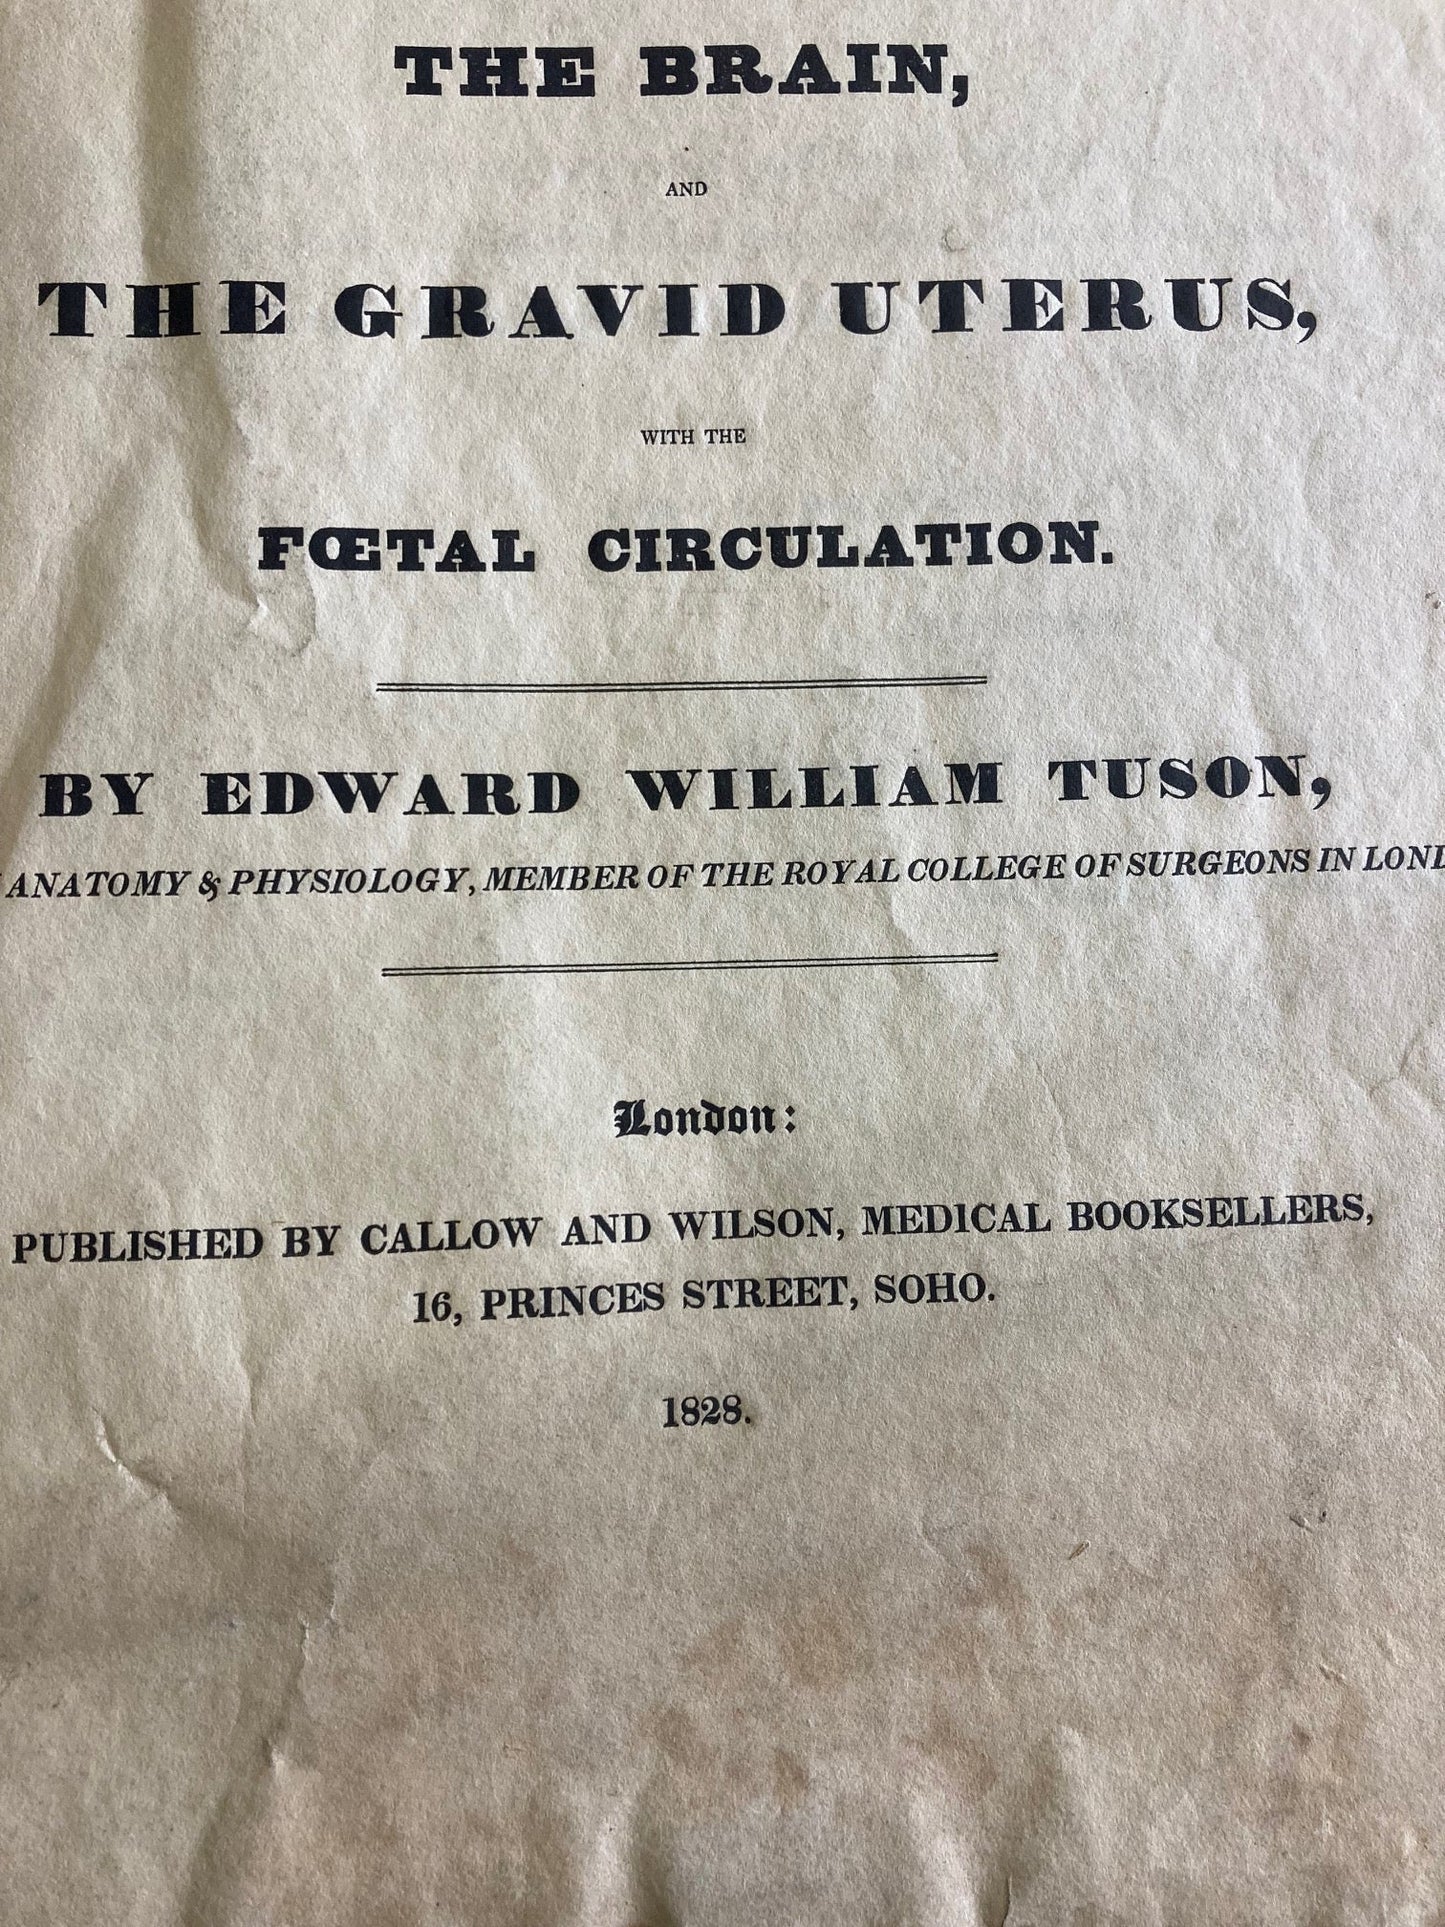 THE BRAIN,
AND
THE GRAVID UTERUS,
WITH THE
FŒTAL CIRCULATION.
BY EDWARD WILLIAM TUSON,
ANATOMY & PHYSIOLOGY, MEMBER OF THE ROYAL COLLEGE OF SURGEONS IN LOND
London:
PUBLISHED BY CALLOW AND WILSON, MEDICAL BOOKSELLERS,
16, PRINCES STREET, SOHO.
1828.